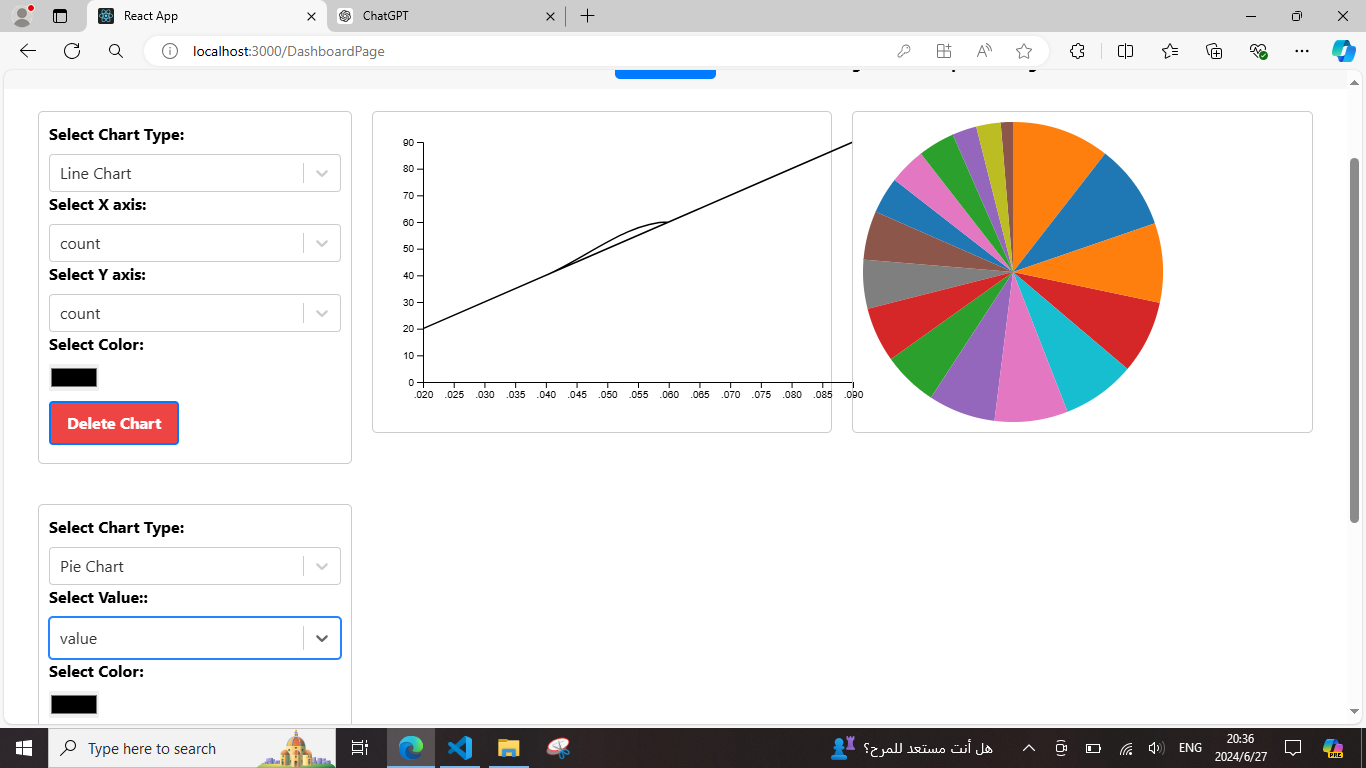 React App
ChatGPT
localhost:3000/DashboardPage
Select Chart Type:
Line Chart
Select X axis:
count
Select Y axis:
count
Select Color:
Delete Chart
90
80
70
60
50
40
30
20
10
0
.020 .025 .030 .035 .040 .045 .050 .055 .060 .065 .070 .075 .080 .085 .090
Select Chart Type:
Pie Chart
Select Value::
value
Select Color:
Type here to search
هل أنت مستعد للمرح؟
ENG
20:36
2024/6/27
PRE